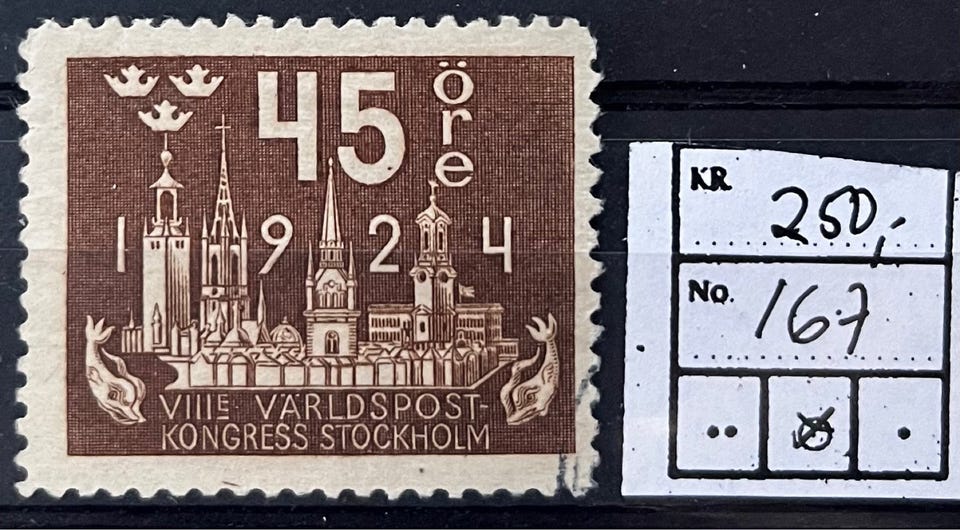 45 öre
1924
VIIIE VÄRLDSPOST-
KONGRESS STOCKHOLM
KR. 250,-
No. 167